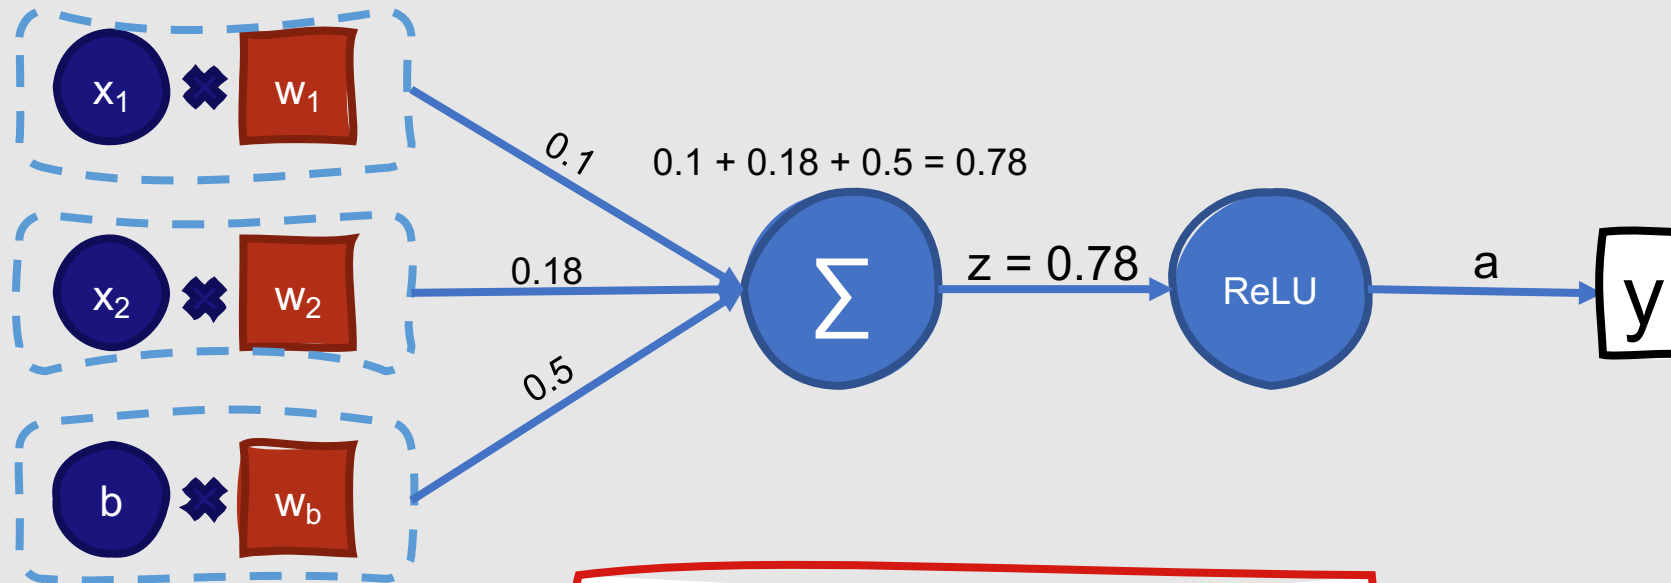 x₁ ✖ w₁
0.1
0.1 + 0.18 + 0.5 = 0.78
x₂ ✖ w₂
0.18
∑
z = 0.78
ReLU
a
y
0.5
b ✖ w_b